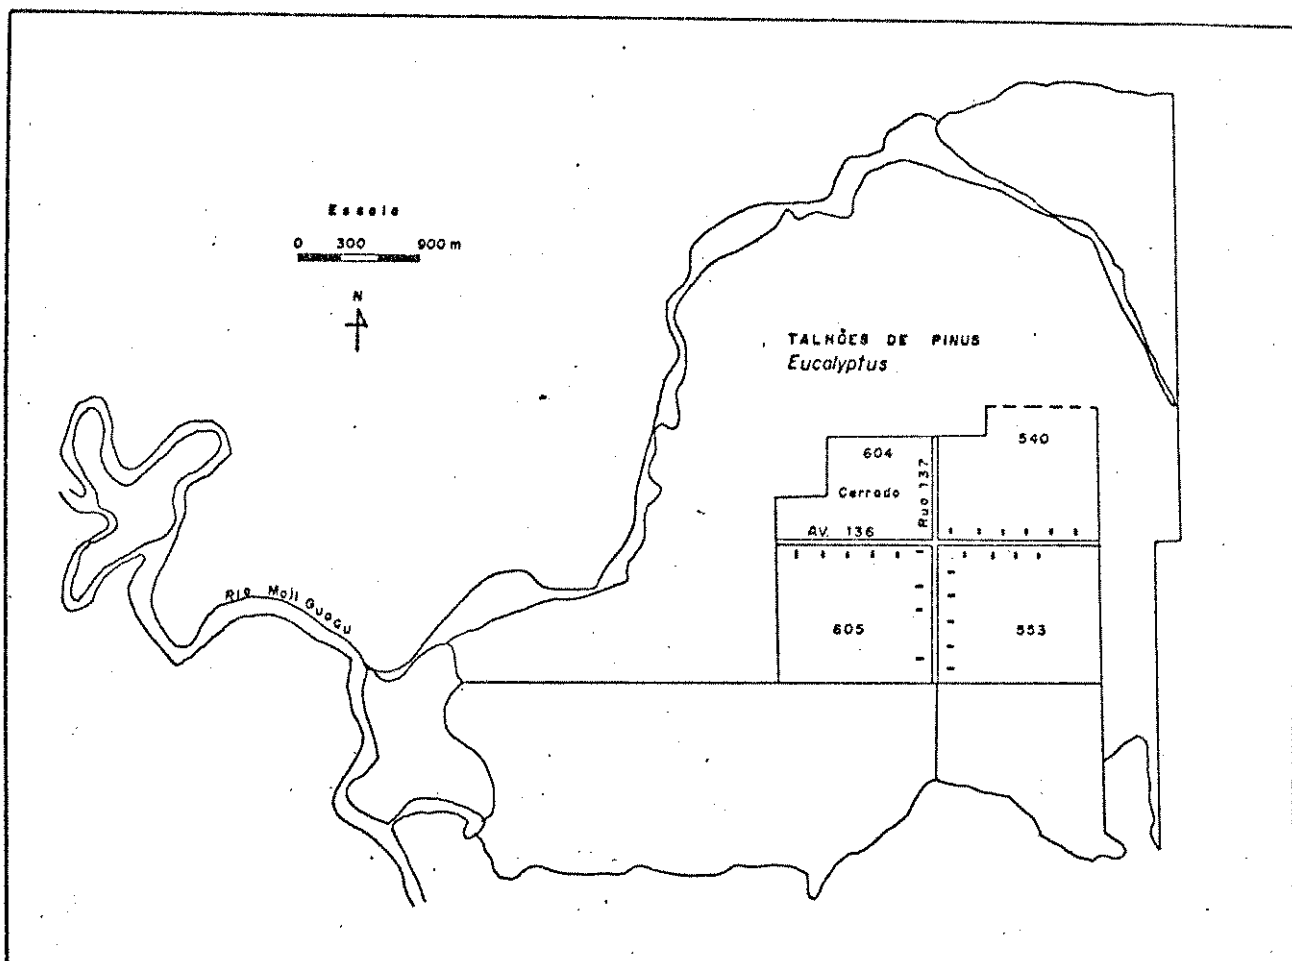 Escala
0 300 900 m
N
TALHÕES DE PINUS
Eucalyptus
540
604
Cerrado
Rua 137
AV. 136
Rio Moji Guaçu
605
553